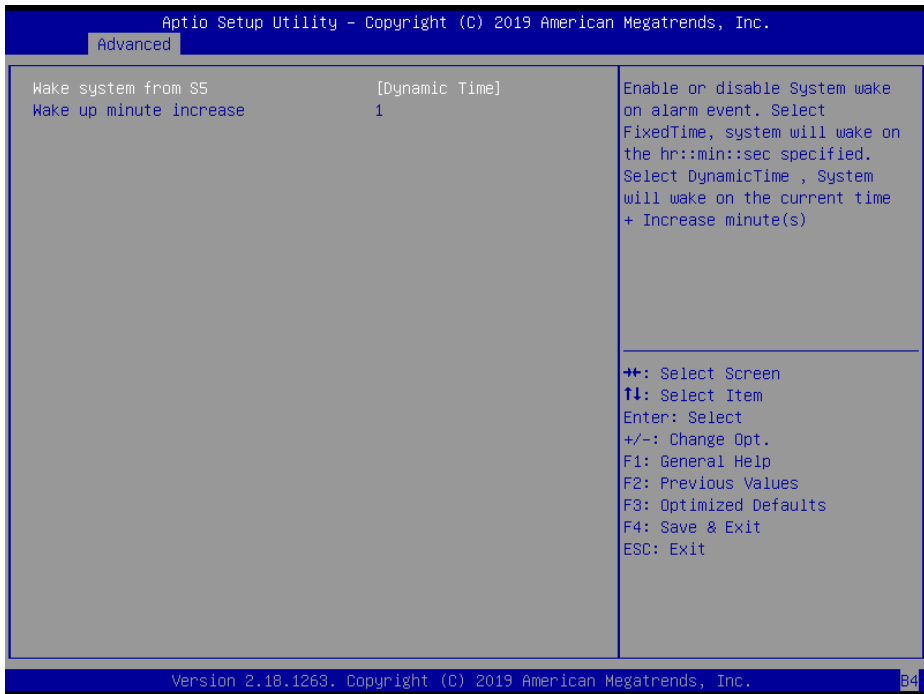 Aptio Setup Utility – Copyright (C) 2019 American Megatrends, Inc.
Advanced
Wake system from S5 [Dynamic Time]
Wake up minute increase 1
Enable or disable System wake
on alarm event. Select
FixedTime, system will wake on
the hr::min::sec specified.
Select DynamicTime , System
will wake on the current time
+ Increase minute(s)
→←: Select Screen
↑↓: Select Item
Enter: Select
+/-: Change Opt.
F1: General Help
F2: Previous Values
F3: Optimized Defaults
F4: Save & Exit
ESC: Exit
Version 2.18.1263. Copyright (C) 2019 American Megatrends, Inc.
B4